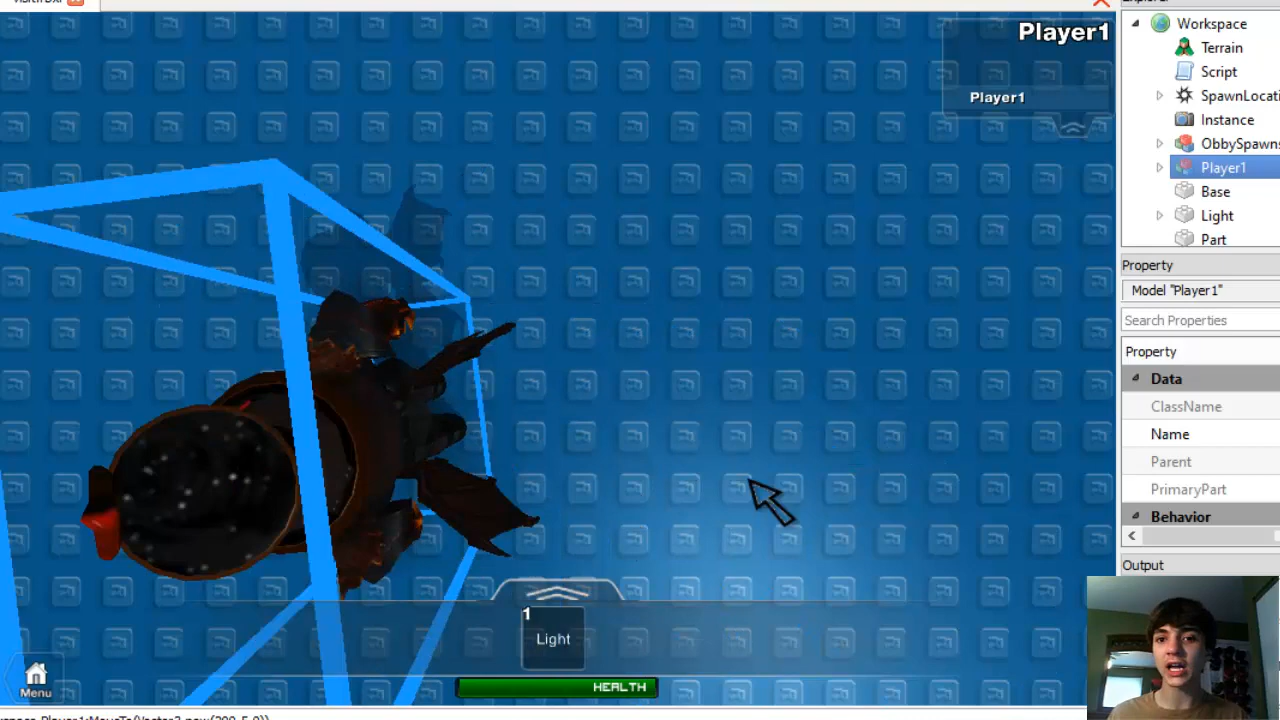 Player1
Player1
Workspace
Terrain
Script
SpawnLocati
Instance
ObbySpawns
Player1
Base
Light
Part
Property
Model "Player1"
Search Properties
Property
Data
ClassName
Name
Parent
PrimaryPart
Behavior
Output
1
Light
HEALTH
Menu